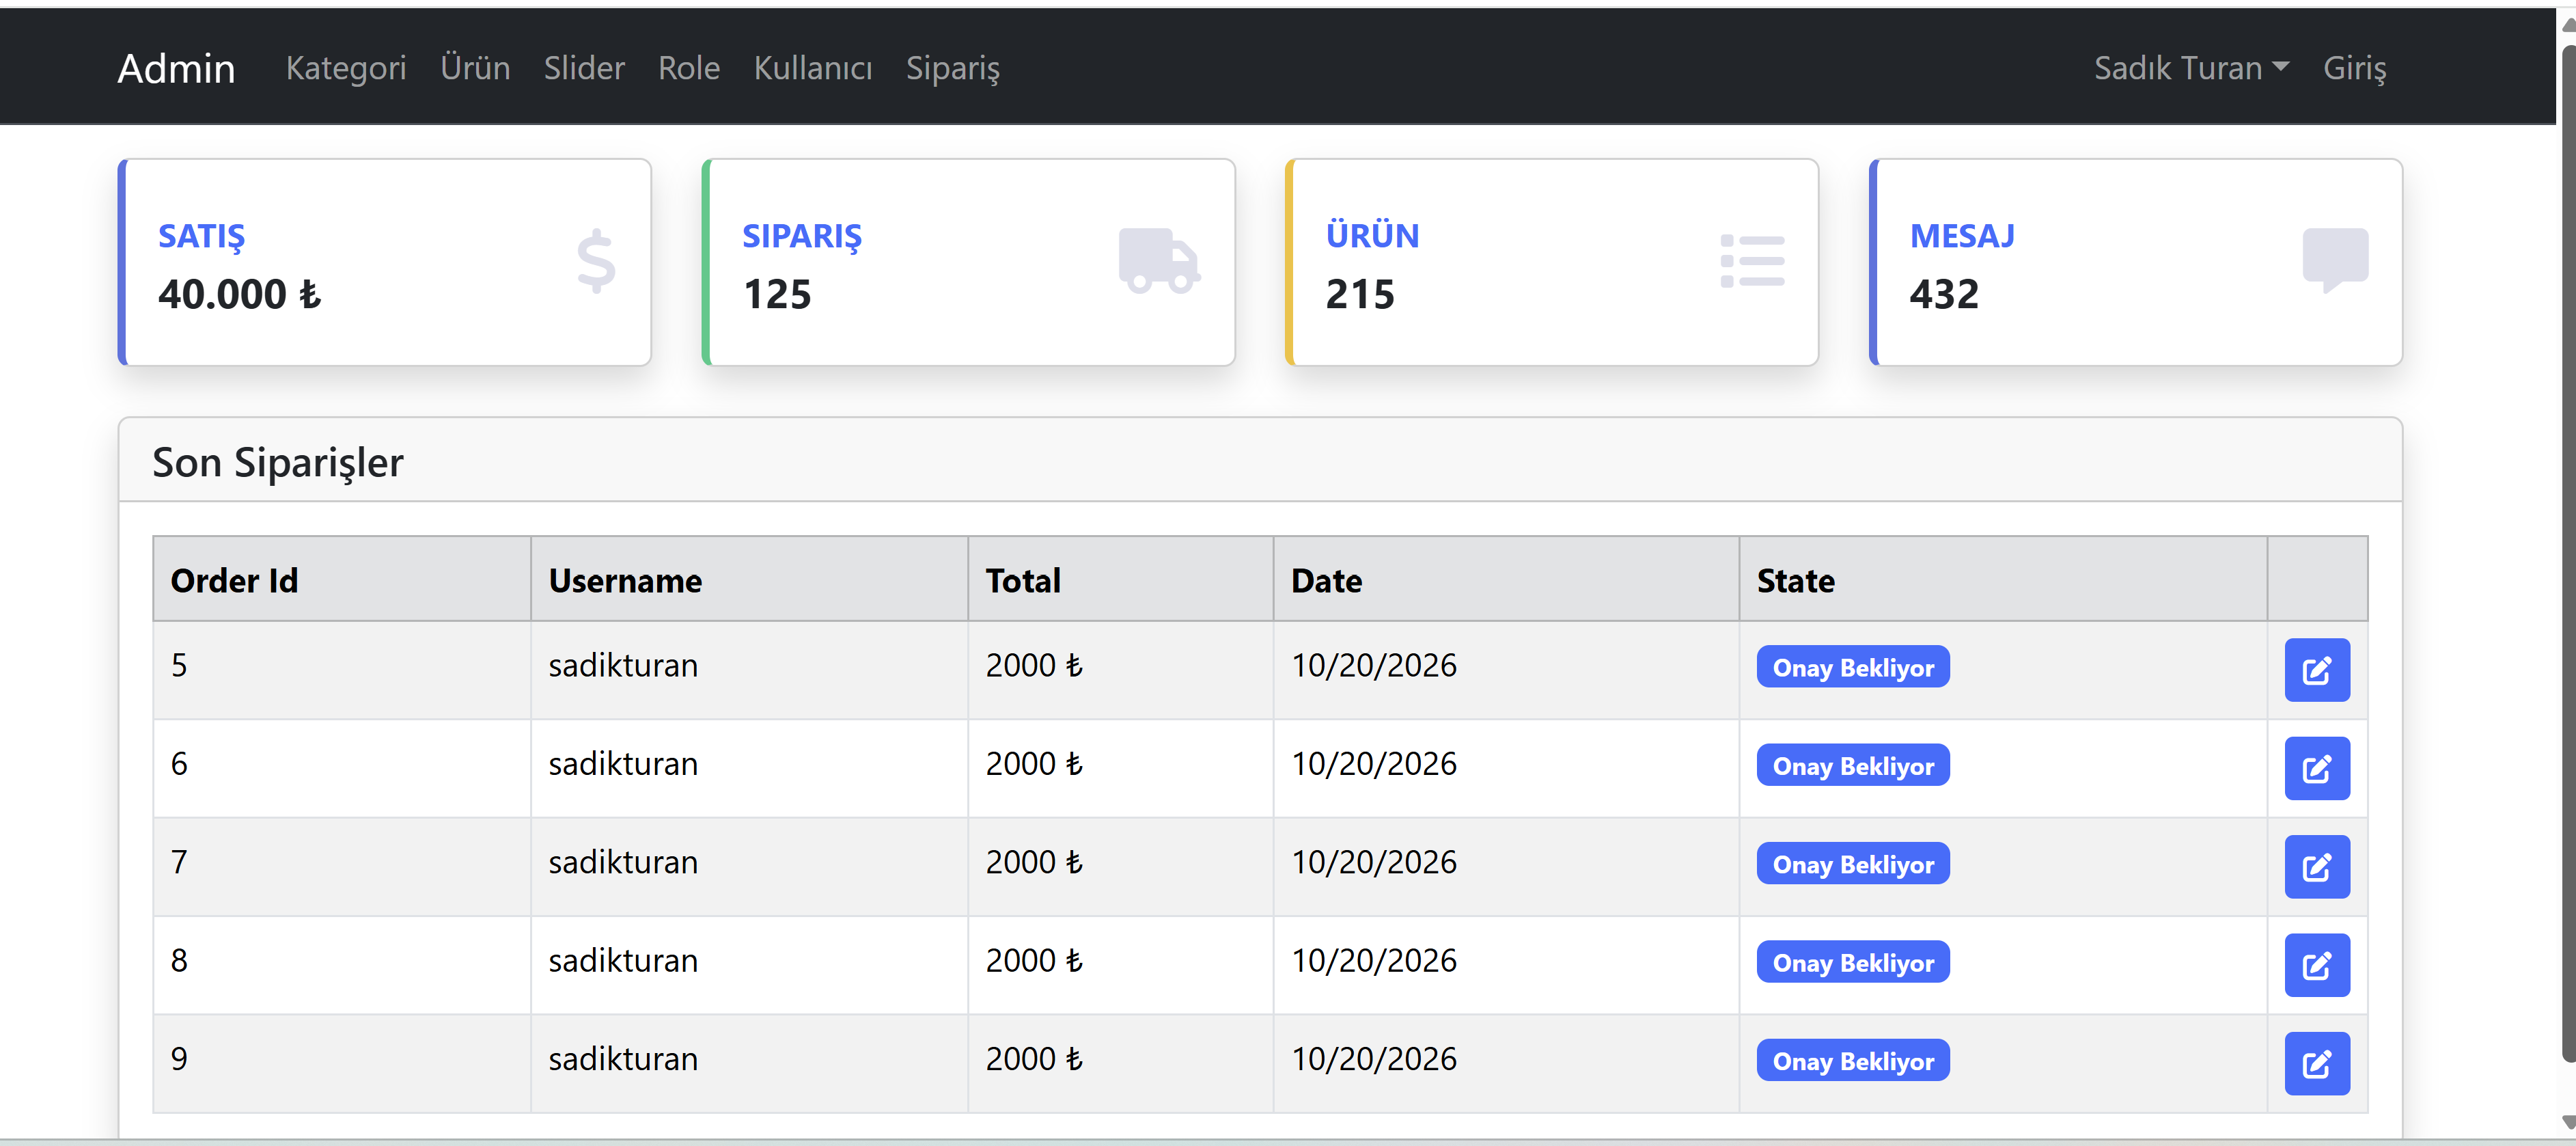 Admin Kategori Ürün Slider Role Kullanıcı Sipariş Sadık Turan Giriş
SATIŞ
40.000 ₺
SIPARIŞ
125
ÜRÜN
215
MESAJ
432
Son Siparişler
Order Id Username Total Date State
5 sadikturan 2000 ₺ 10/20/2026 Onay Bekliyor
6 sadikturan 2000 ₺ 10/20/2026 Onay Bekliyor
7 sadikturan 2000 ₺ 10/20/2026 Onay Bekliyor
8 sadikturan 2000 ₺ 10/20/2026 Onay Bekliyor
9 sadikturan 2000 ₺ 10/20/2026 Onay Bekliyor